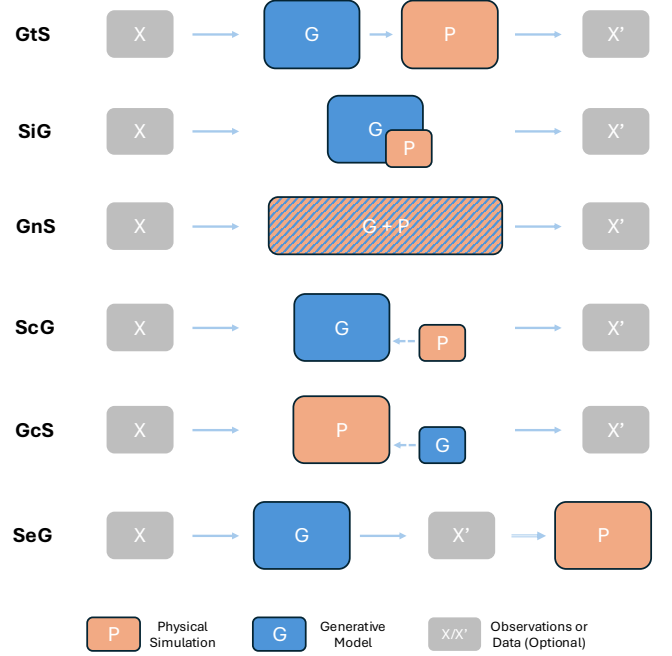 GtS X G P X'
SiG X G P X'
GnS X G + P X'
ScG X G P X'
GcS X P G X'
SeG X G X' P
P Physical
Simulation
G Generative
Model
X/X' Observations or
Data (Optional)